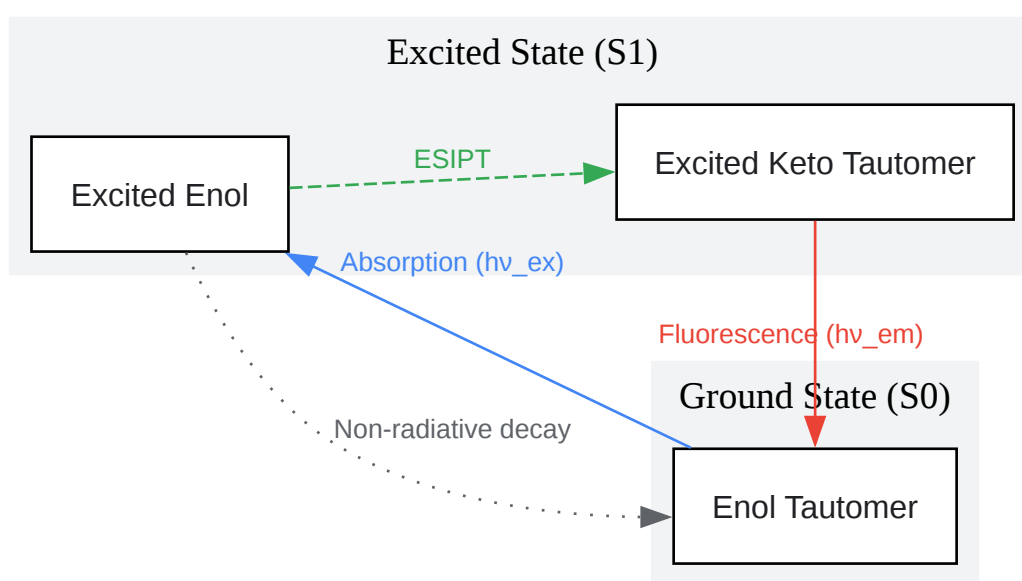 Excited State (S1)
Excited Keto Tautomer
ESIPT
Excited Enol
Absorption (hν_ex)
Fluorescence (hν_em)
Ground State (S0)
Non-radiative decay
Enol Tautomer